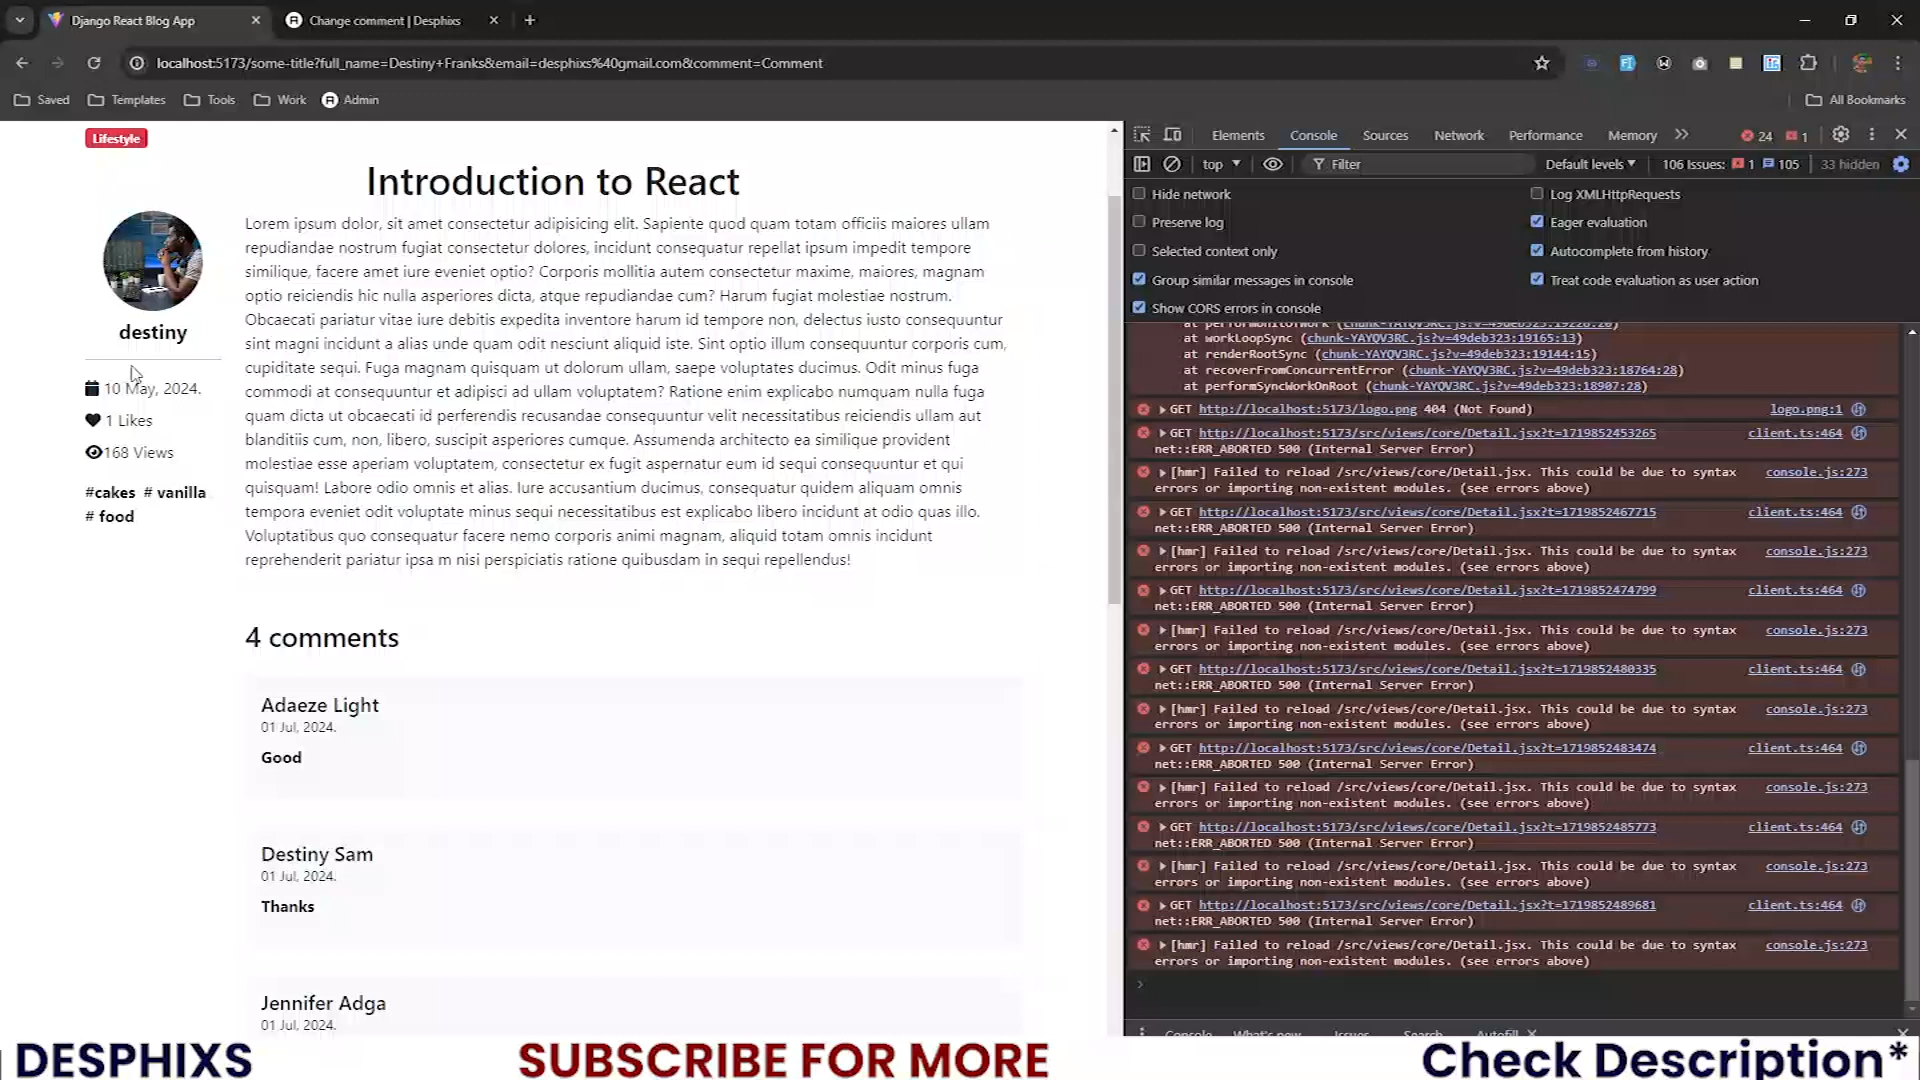 Django React Blog App
Change comment | Desphixs
localhost:5173/some-title?full_name=Destiny+Franks&email=desphixs%40gmail.com&comment=Comment
Saved
Templates
Tools
Work
Admin
All Bookmarks
Lifestyle
Introduction to React
destiny
10 May, 2024.
1 Likes
168 Views
#cakes # vanilla
# food
Lorem ipsum dolor, sit amet consectetur adipisicing elit. Sapiente quod quam totam officiis maiores ullam
repudiandae nostrum fugiat consectetur dolores, incidunt consequatur repellat ipsum impedit tempore
similique, facere amet iure eveniet optio? Corporis mollitia autem consectetur maxime, maiores, magnam
optio reiciendis hic nulla asperiores dicta, atque repudiandae cum? Harum fugiat molestiae nostrum.
Obcaecati pariatur vitae iure debitis expedita inventore harum id tempore non, delectus iusto consequuntur
sint magni incidunt a alias unde quam odit nesciunt aliquid iste. Sint optio illum consequuntur corporis cum,
cupiditate sequi. Fuga magnam quisquam ut dolorum ullam, saepe voluptates ducimus. Odit minus fuga
commodi at consequuntur et adipisci ad ullam voluptatem? Ratione enim explicabo numquam nulla fuga
quam dicta ut obcaecati id perferendis recusandae consequuntur velit necessitatibus reiciendis ullam aut
blanditiis cum, non, libero, suscipit asperiores cumque. Assumenda architecto ea similique provident
molestiae esse aperiam voluptatem, consectetur ex fugit aspernatur eum id sequi consequuntur et qui
quisquam! Labore odio omnis et alias. Iure accusantium ducimus, consequatur quidem aliquam omnis
tempora eveniet odit voluptate minus sequi necessitatibus est explicabo libero incidunt at odio quas illo.
Voluptatibus quo consequatur facere nemo corporis animi magnam, aliquid totam omnis incidunt
reprehenderit pariatur ipsa m nisi perspiciatis ratione quibusdam in sequi repellendus!
4 comments
Adaeze Light
01 Jul, 2024.
Good
Destiny Sam
01 Jul, 2024.
Thanks
Jennifer Adga
01 Jul, 2024.
Elements
Console
Sources
Network
Performance
Memory
24
1
top
Filter
Default levels
106 Issues: 1 105
33 hidden
Hide network
Log XMLHttpRequests
Preserve log
Eager evaluation
Selected context only
Autocomplete from history
Group similar messages in console
Treat code evaluation as user action
Show CORS errors in console
at workLoopSync (chunk-YAYQV3RC.js?v=49deb323:19165:13)
at renderRootSync (chunk-YAYQV3RC.js?v=49deb323:19144:15)
at recoverFromConcurrentError (chunk-YAYQV3RC.js?v=49deb323:18764:28)
at performSyncWorkOnRoot (chunk-YAYQV3RC.js?v=49deb323:18907:28)
GET http://localhost:5173/logo.png 404 (Not Found) logo.png:1
GET http://localhost:5173/src/views/core/Detail.jsx?t=1719852453265 client.ts:464
net::ERR_ABORTED 500 (Internal Server Error)
[hmr] Failed to reload /src/views/core/Detail.jsx. This could be due to syntax console.js:273
errors or importing non-existent modules. (see errors above)
GET http://localhost:5173/src/views/core/Detail.jsx?t=1719852467715 client.ts:464
net::ERR_ABORTED 500 (Internal Server Error)
[hmr] Failed to reload /src/views/core/Detail.jsx. This could be due to syntax console.js:273
errors or importing non-existent modules. (see errors above)
GET http://localhost:5173/src/views/core/Detail.jsx?t=1719852474799 client.ts:464
net::ERR_ABORTED 500 (Internal Server Error)
[hmr] Failed to reload /src/views/core/Detail.jsx. This could be due to syntax console.js:273
errors or importing non-existent modules. (see errors above)
GET http://localhost:5173/src/views/core/Detail.jsx?t=1719852480335 client.ts:464
net::ERR_ABORTED 500 (Internal Server Error)
[hmr] Failed to reload /src/views/core/Detail.jsx. This could be due to syntax console.js:273
errors or importing non-existent modules. (see errors above)
GET http://localhost:5173/src/views/core/Detail.jsx?t=1719852483474 client.ts:464
net::ERR_ABORTED 500 (Internal Server Error)
[hmr] Failed to reload /src/views/core/Detail.jsx. This could be due to syntax console.js:273
errors or importing non-existent modules. (see errors above)
GET http://localhost:5173/src/views/core/Detail.jsx?t=1719852485773 client.ts:464
net::ERR_ABORTED 500 (Internal Server Error)
[hmr] Failed to reload /src/views/core/Detail.jsx. This could be due to syntax console.js:273
errors or importing non-existent modules. (see errors above)
GET http://localhost:5173/src/views/core/Detail.jsx?t=1719852489681 client.ts:464
net::ERR_ABORTED 500 (Internal Server Error)
[hmr] Failed to reload /src/views/core/Detail.jsx. This could be due to syntax console.js:273
errors or importing non-existent modules. (see errors above)
Console
What's new
Issues
Search
Autofill
DESPHIXS
SUBSCRIBE FOR MORE
Check Description*